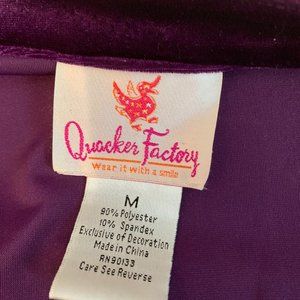 Quacker Factory
Wear it with a smile
M
90% Polyester
10% Spandex
Exclusive of Decoration
Made in China
RN90133
Care See Reverse